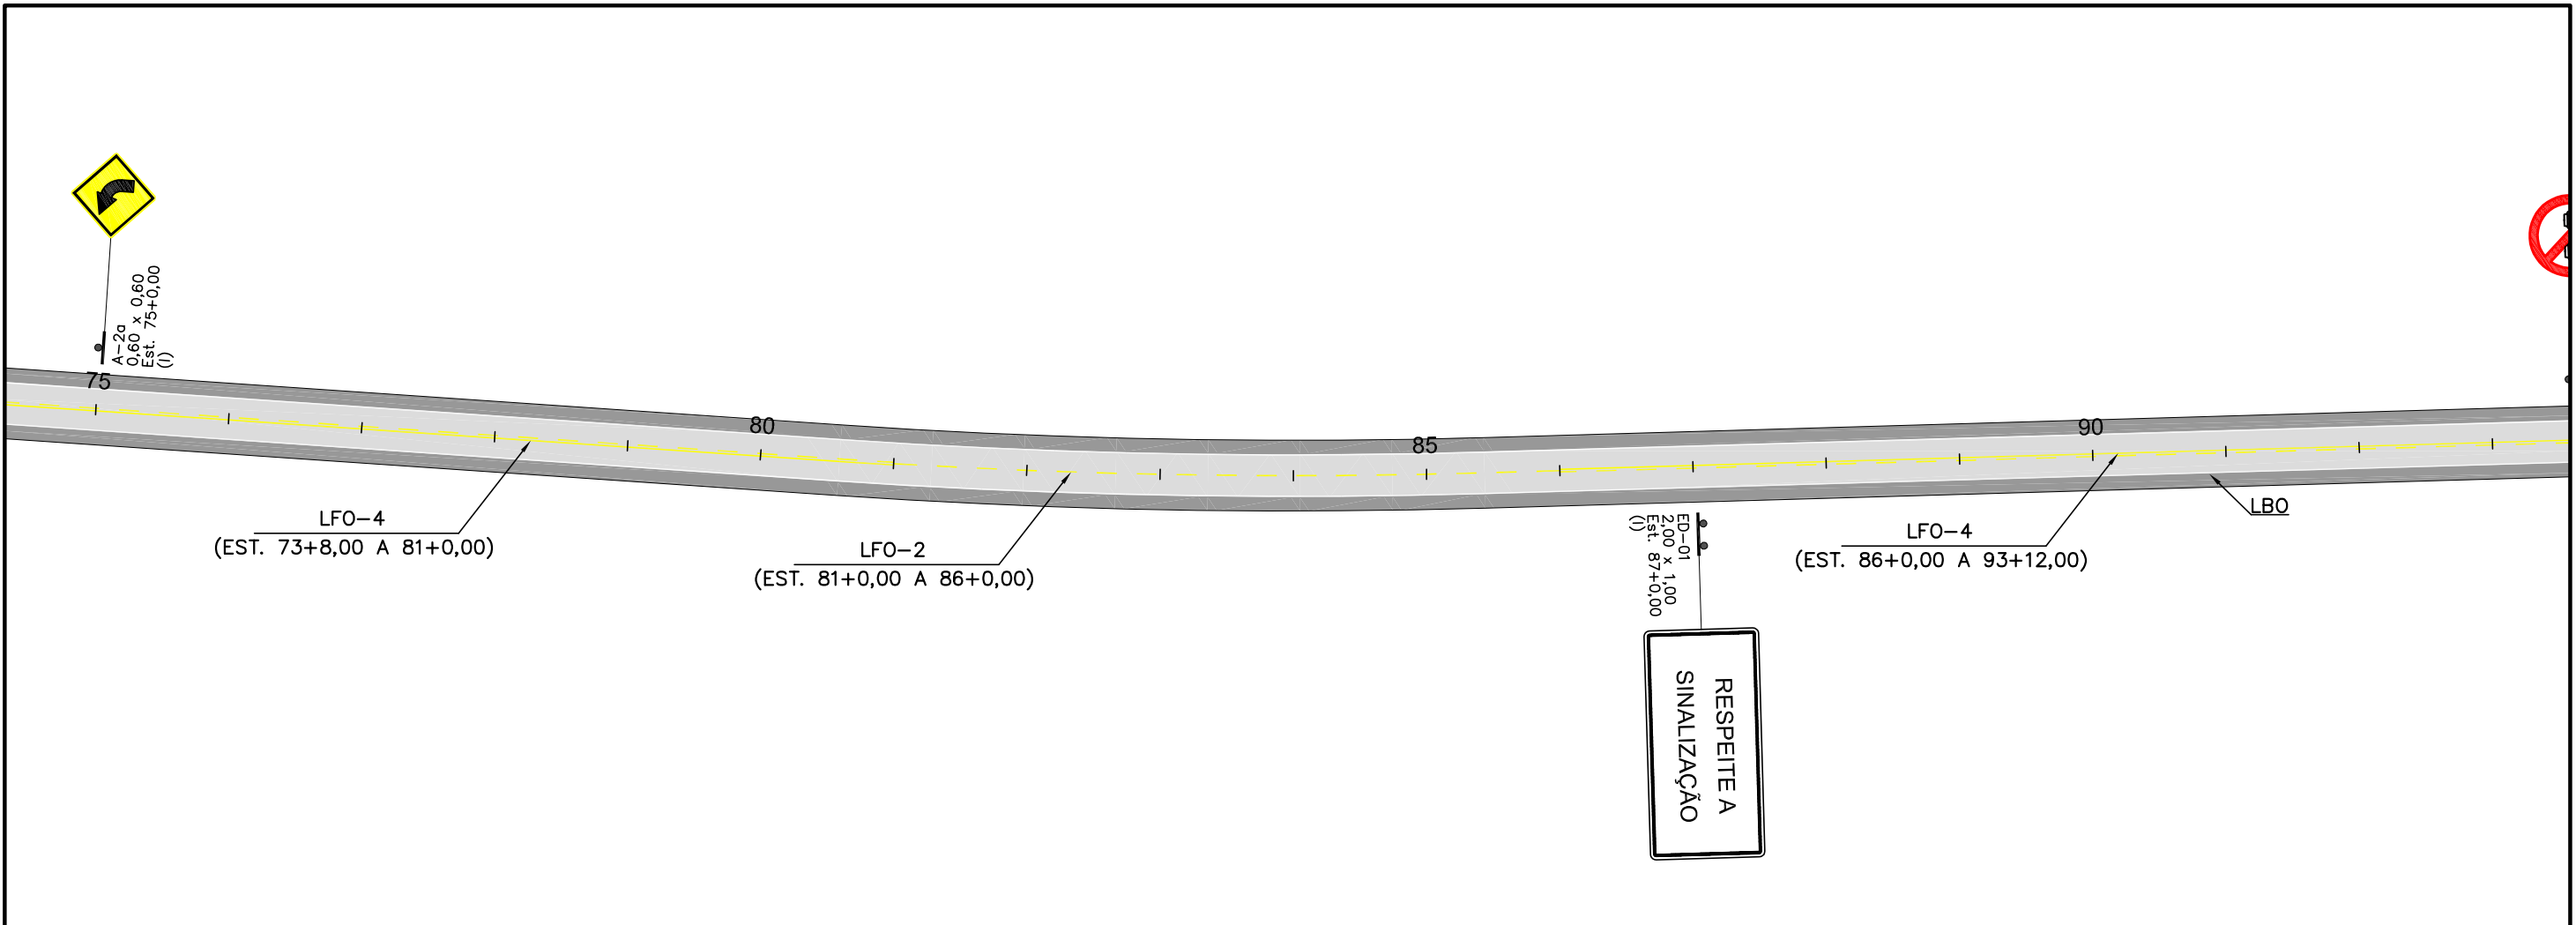 A-2a
0,60 x 0,60
Est. 75+0,00
(I)
75
80
85
90
LFO-4
(EST. 73+8,00 A 81+0,00)
LFO-2
(EST. 81+0,00 A 86+0,00)
ED-01
2,00 x 1,00
Est. 87+0,00
(I)
RESPEITE A
SINALIZAÇÃO
LFO-4
(EST. 86+0,00 A 93+12,00)
LBO